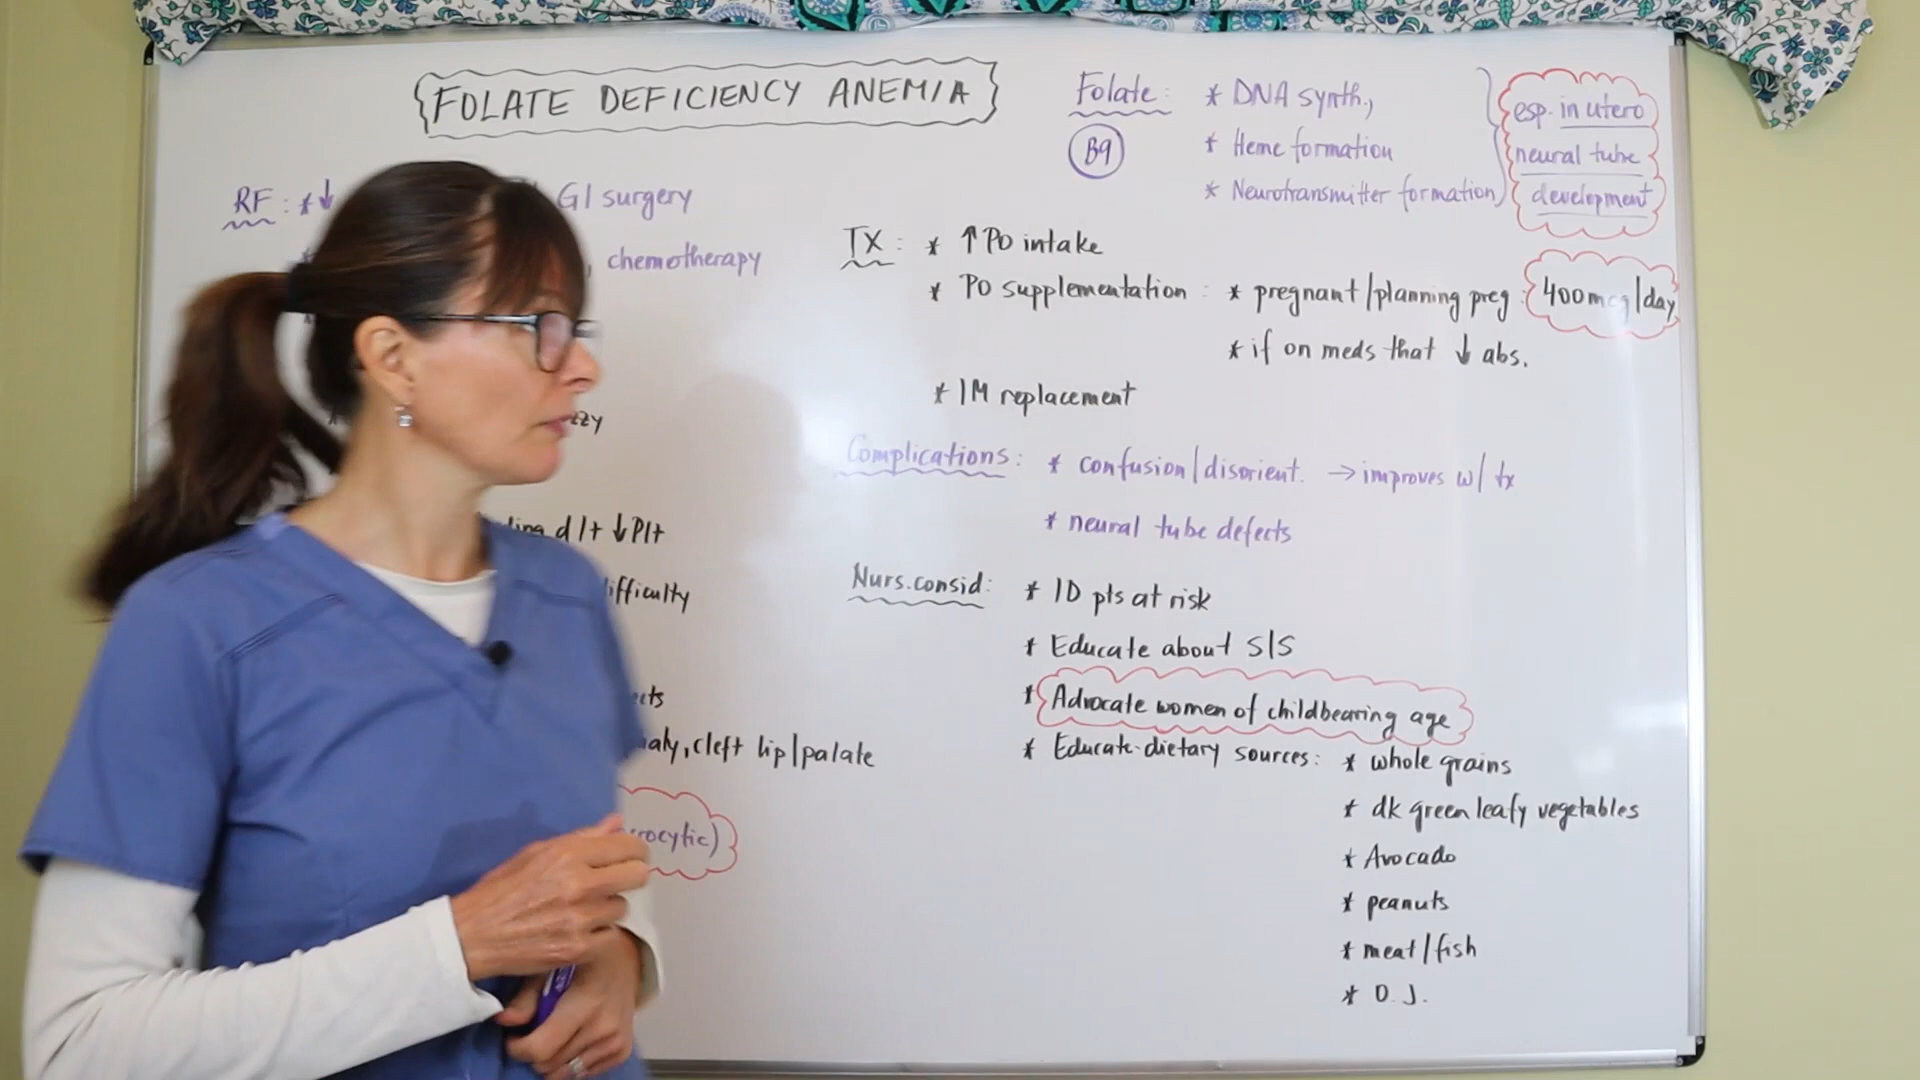 FOLATE DEFICIENCY ANEMIA
Folate: * DNA synth.,
B9
* Heme formation
* Neurotransmitter formation
esp. in utero
neural tube
development
RF: * ↓
GI surgery
, chemotherapy
d/t ↓Plt
cleft lip/palate
TX: * ↑ PO intake
* PO supplementation: * pregnant/planning preg: 400mcg/day
* if on meds that ↓ abs.
* IM replacement
Complications: * confusion/disorient. → improves w/ tx
* neural tube defects
Nurs.consid: * ID pts at risk
* Educate about S/S
* Advocate women of childbearing age
* Educate-dietary sources: * whole grains
* dk green leafy vegetables
* Avocado
* peanuts
* meat/fish
* O.J.